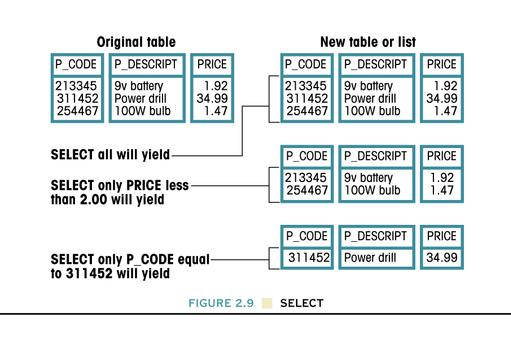 Original table
P_CODE P_DESCRIPT PRICE
213345 9v battery 1.92
311452 Power drill 34.99
254467 100W bulb 1.47
New table or list
P_CODE P_DESCRIPT PRICE
213345 9v battery 1.92
311452 Power drill 34.99
254467 100W bulb 1.47
SELECT all will yield
SELECT only PRICE less
than 2.00 will yield
P_CODE P_DESCRIPT PRICE
213345 9v battery 1.92
254467 100W bulb 1.47
SELECT only P_CODE equal
to 311452 will yield
P_CODE P_DESCRIPT PRICE
311452 Power drill 34.99
FIGURE 2.9 SELECT